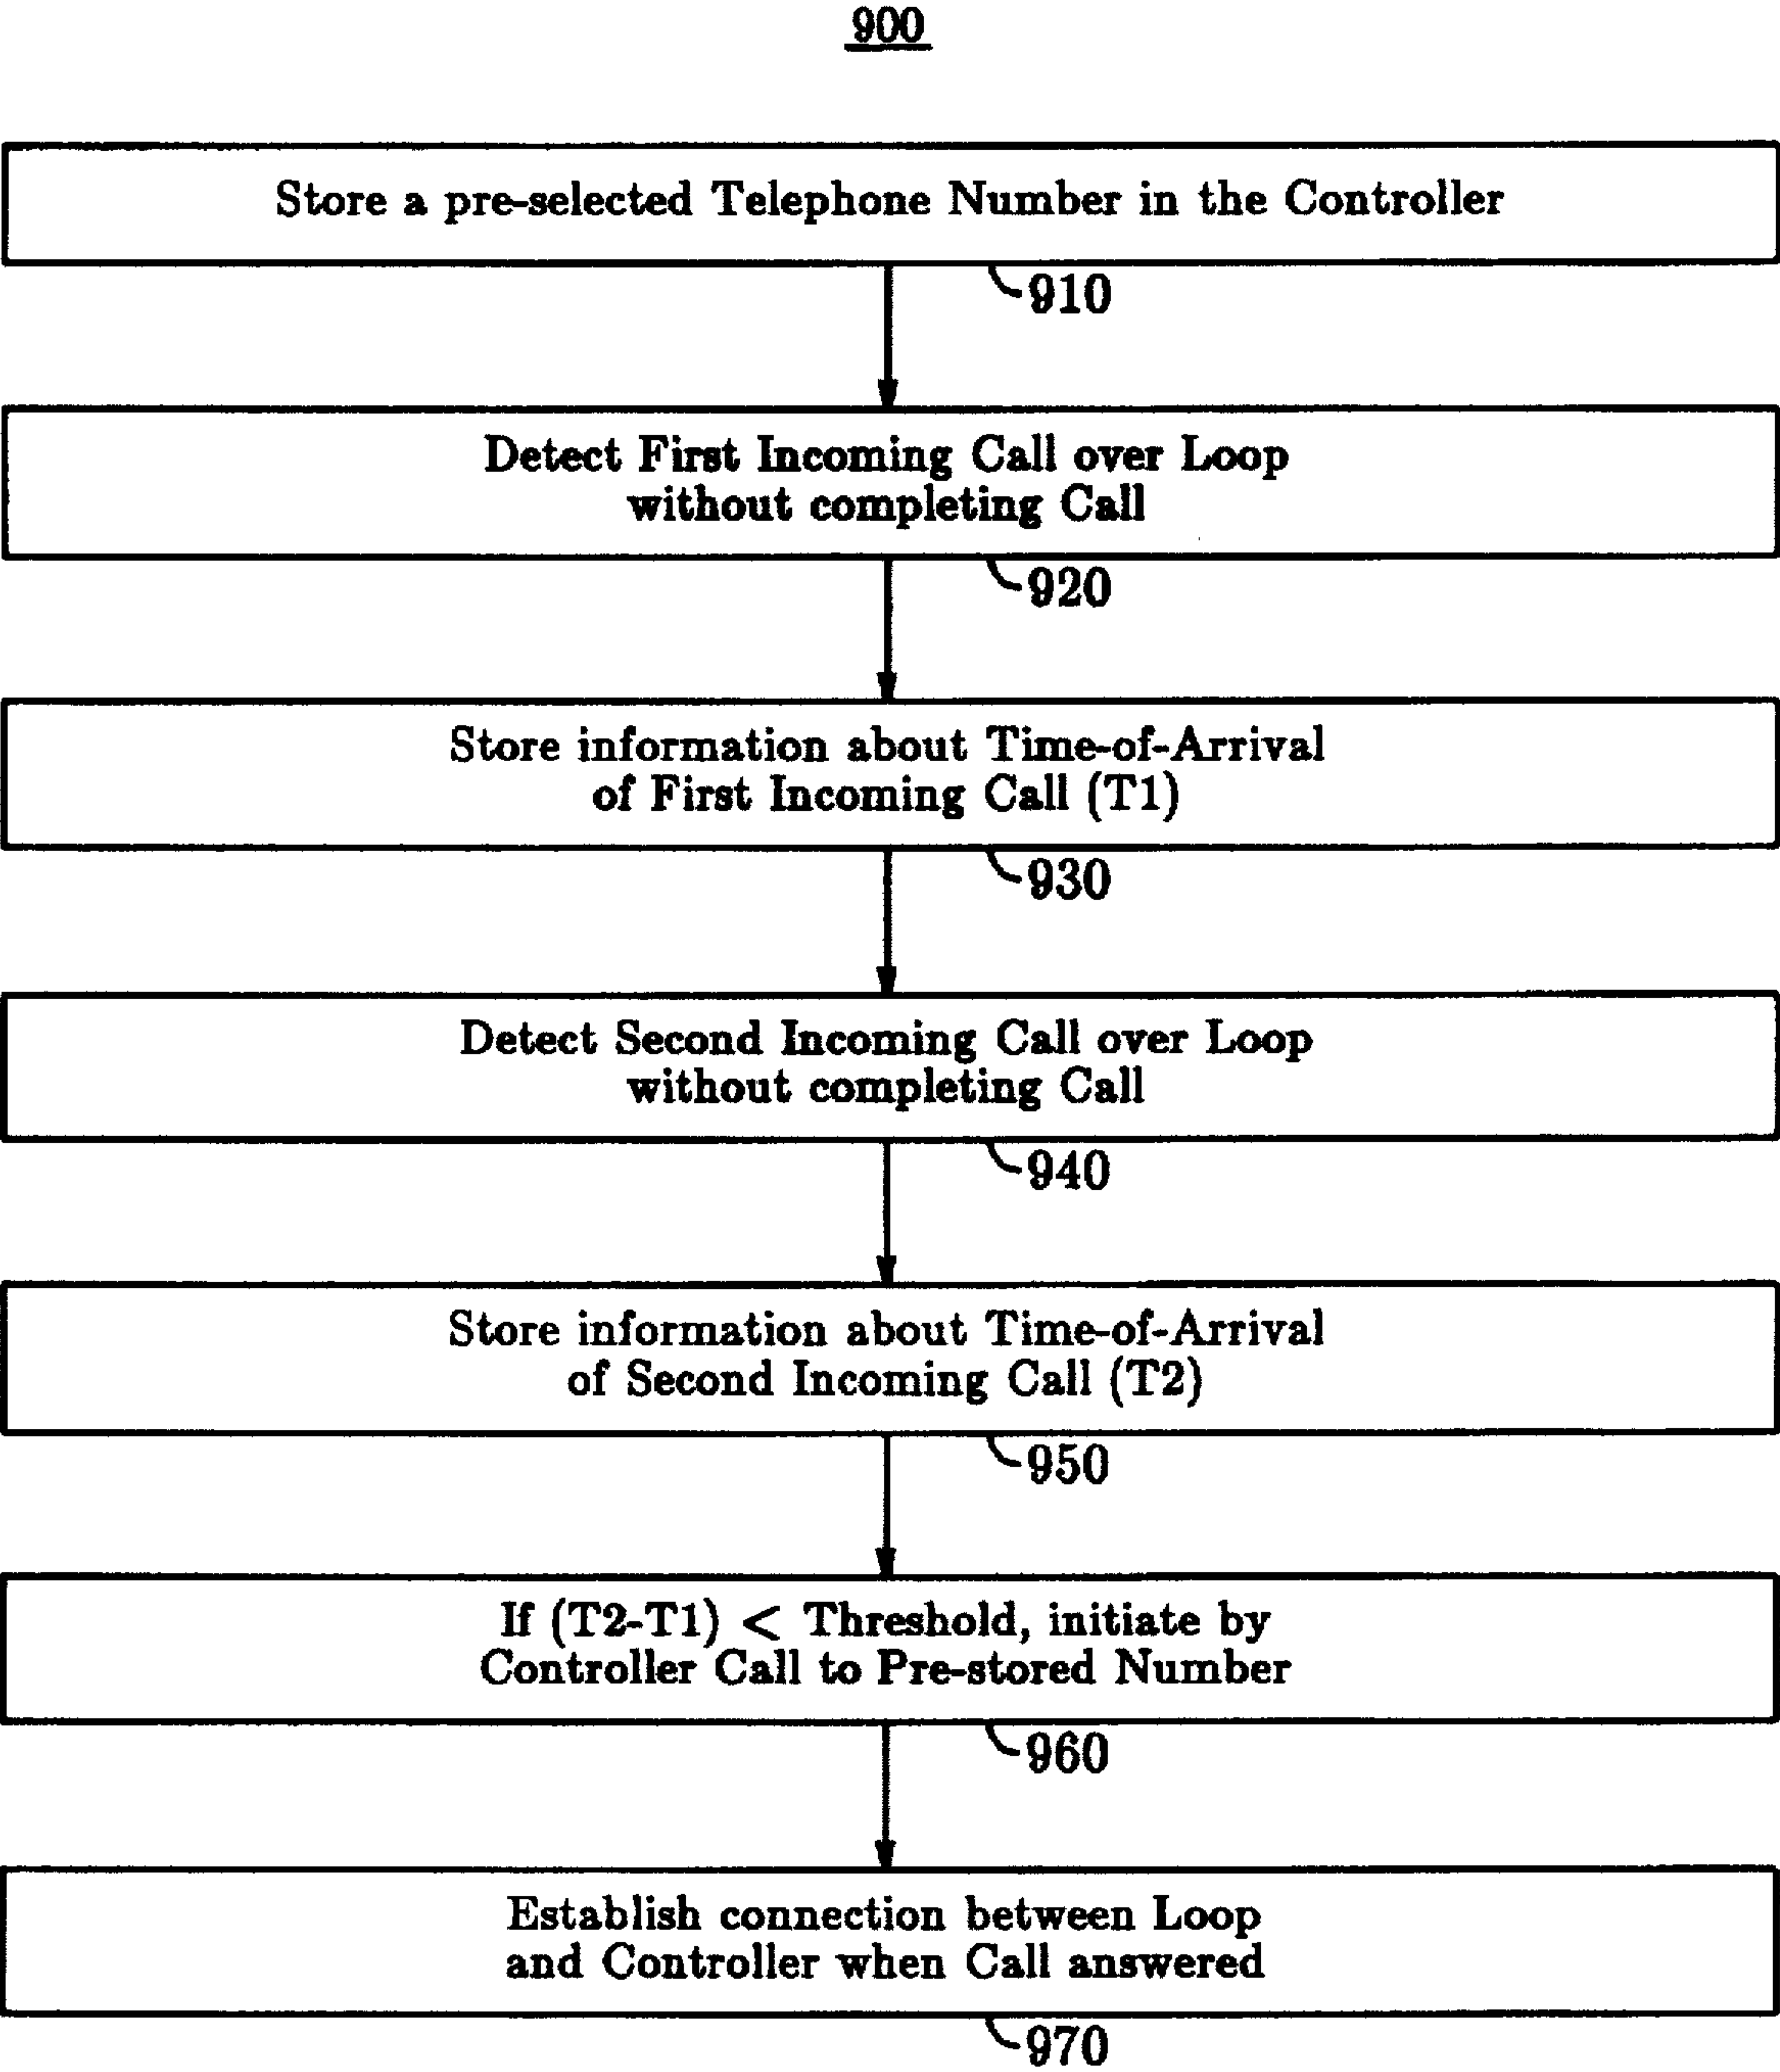 900
Store a pre-selected Telephone Number in the Controller
910
Detect First Incoming Call over Loop
without completing Call
920
Store information about Time-of-Arrival
of First Incoming Call (T1)
930
Detect Second Incoming Call over Loop
without completing Call
940
Store information about Time-of-Arrival
of Second Incoming Call (T2)
950
If (T2-T1) < Threshold, initiate by
Controller Call to Pre-stored Number
960
Establish connection between Loop
and Controller when Call answered
970